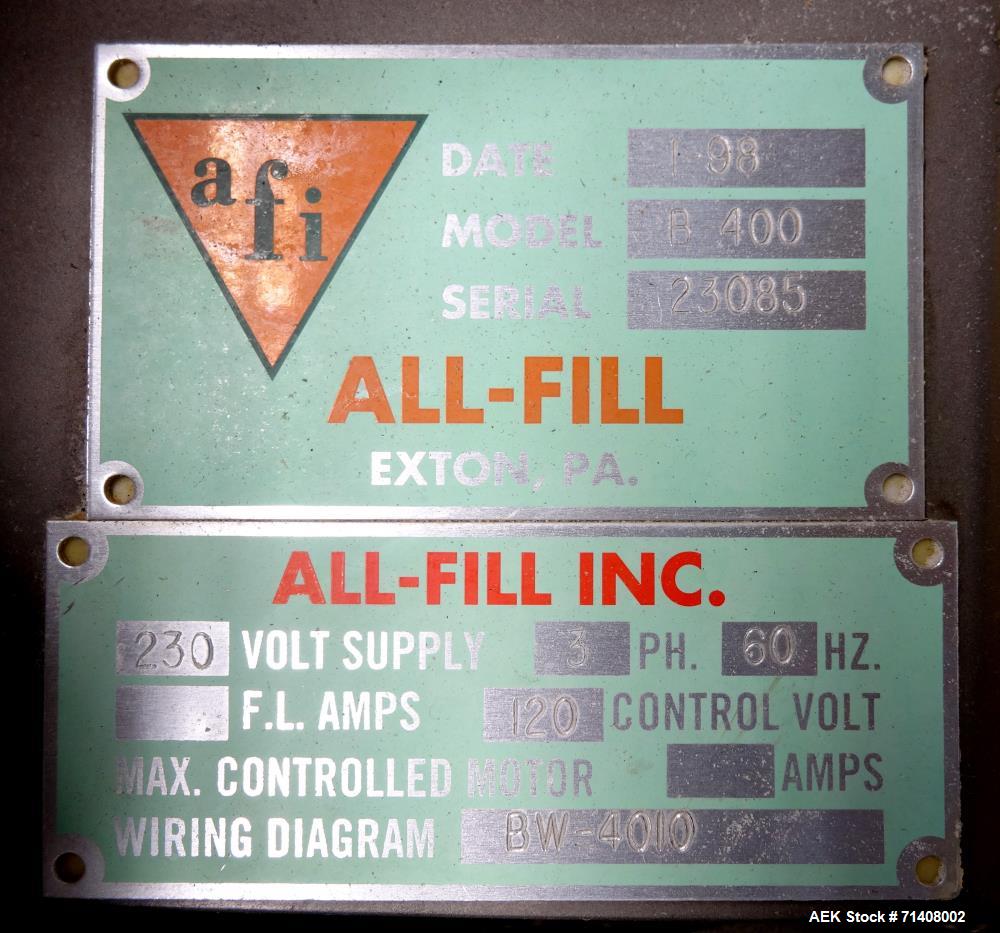 afi
DATE 1-98
MODEL B 400
SERIAL 23085
ALL-FILL
EXTON, PA.
ALL-FILL INC.
230 VOLT SUPPLY 3 PH. 60 HZ.
F.L. AMPS 120 CONTROL VOLT
MAX. CONTROLLED MOTOR AMPS
WIRING DIAGRAM BW-4010
AEK Stock # 71408002